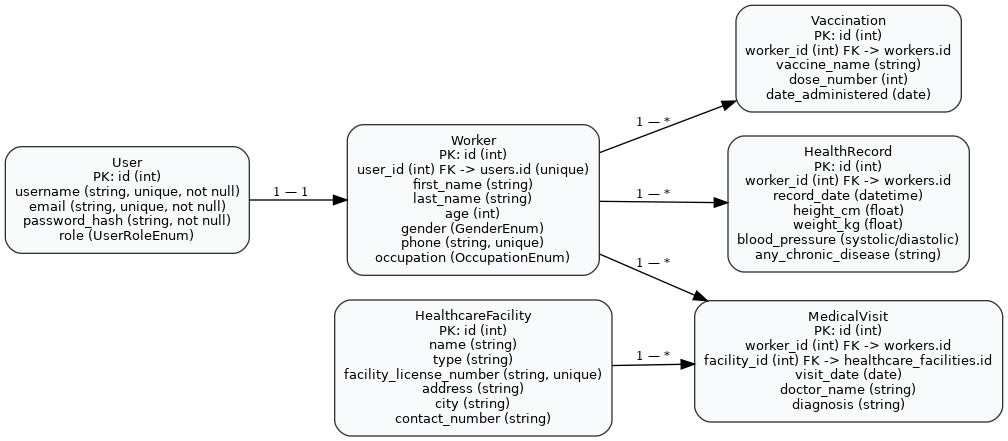 User
PK: id (int)
username (string, unique, not null)
email (string, unique, not null)
password_hash (string, not null)
role (UserRoleEnum)
1 — 1
Worker
PK: id (int)
user_id (int) FK -> users.id (unique)
first_name (string)
last_name (string)
age (int)
gender (GenderEnum)
phone (string, unique)
occupation (OccupationEnum)
1 — *
Vaccination
PK: id (int)
worker_id (int) FK -> workers.id
vaccine_name (string)
dose_number (int)
date_administered (date)
1 — *
HealthRecord
PK: id (int)
worker_id (int) FK -> workers.id
record_date (datetime)
height_cm (float)
weight_kg (float)
blood_pressure (systolic/diastolic)
any_chronic_disease (string)
1 — *
HealthcareFacility
PK: id (int)
name (string)
type (string)
facility_license_number (string, unique)
address (string)
city (string)
contact_number (string)
1 — *
MedicalVisit
PK: id (int)
worker_id (int) FK -> workers.id
facility_id (int) FK -> healthcare_facilities.id
visit_date (date)
doctor_name (string)
diagnosis (string)